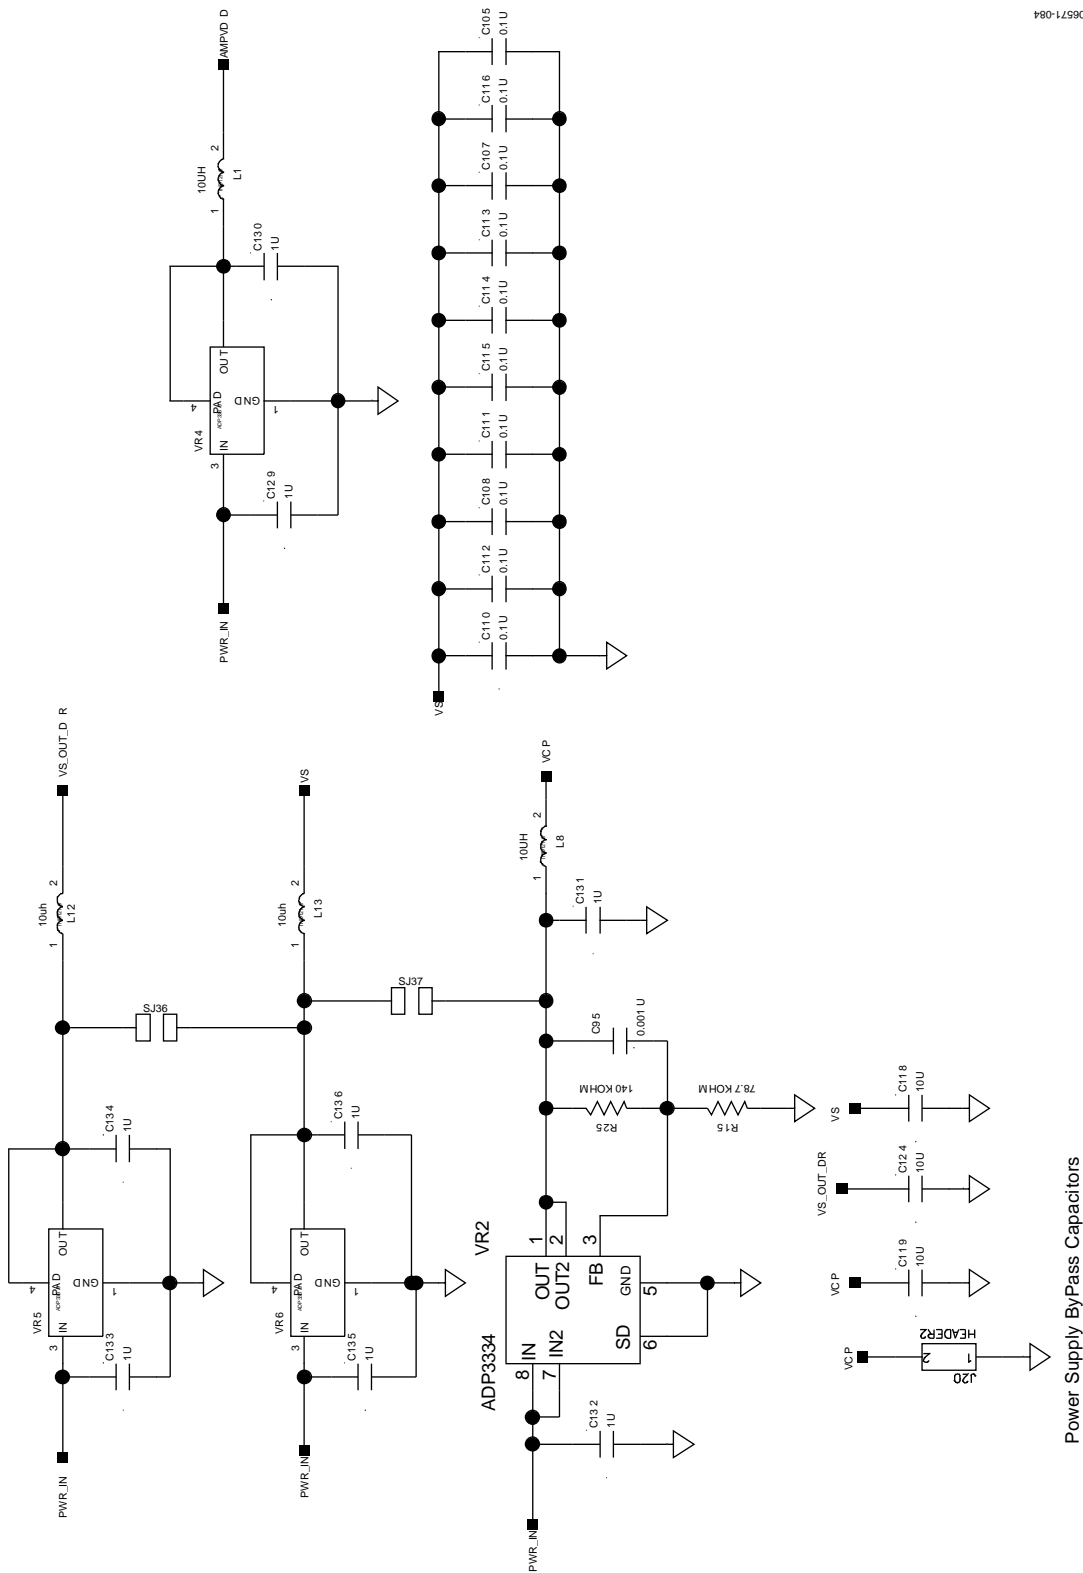 06571-084
PWR_IN
3
IN
VR5
PAD
OUT
GND
4
1
C133
1U
C134
1U
SJ36
1
2
10uh
L12
VS_OUT_D R
PWR_IN
3
IN
VR6
PAD
OUT
GND
4
1
C135
1U
C136
1U
SJ37
1
2
10uh
L13
VS
PWR_IN
C132
1U
ADP3334
VR2
8
IN
7
IN2
6
SD
OUT
1
OUT2
2
FB
3
GND
5
R25
140 KOHM
R15
78.7 KOHM
C95
0.001 U
C131
1U
1
2
10UH
L8
VCP
PWR_IN
3
IN
VR4
PAD
OUT
GND
4
1
C129
1U
C130
1U
1
2
10UH
L1
AMPVD D
VS
C110
0.1U
C112
0.1U
C108
0.1U
C111
0.1U
C115
0.1U
C114
0.1U
C113
0.1U
C107
0.1U
C116
0.1U
C105
0.1U
VCP
J20
HEADER2
2
1
VCP
C119
10U
VS_OUT_DR
C124
10U
VS
C118
10U
Power Supply ByPass Capacitors